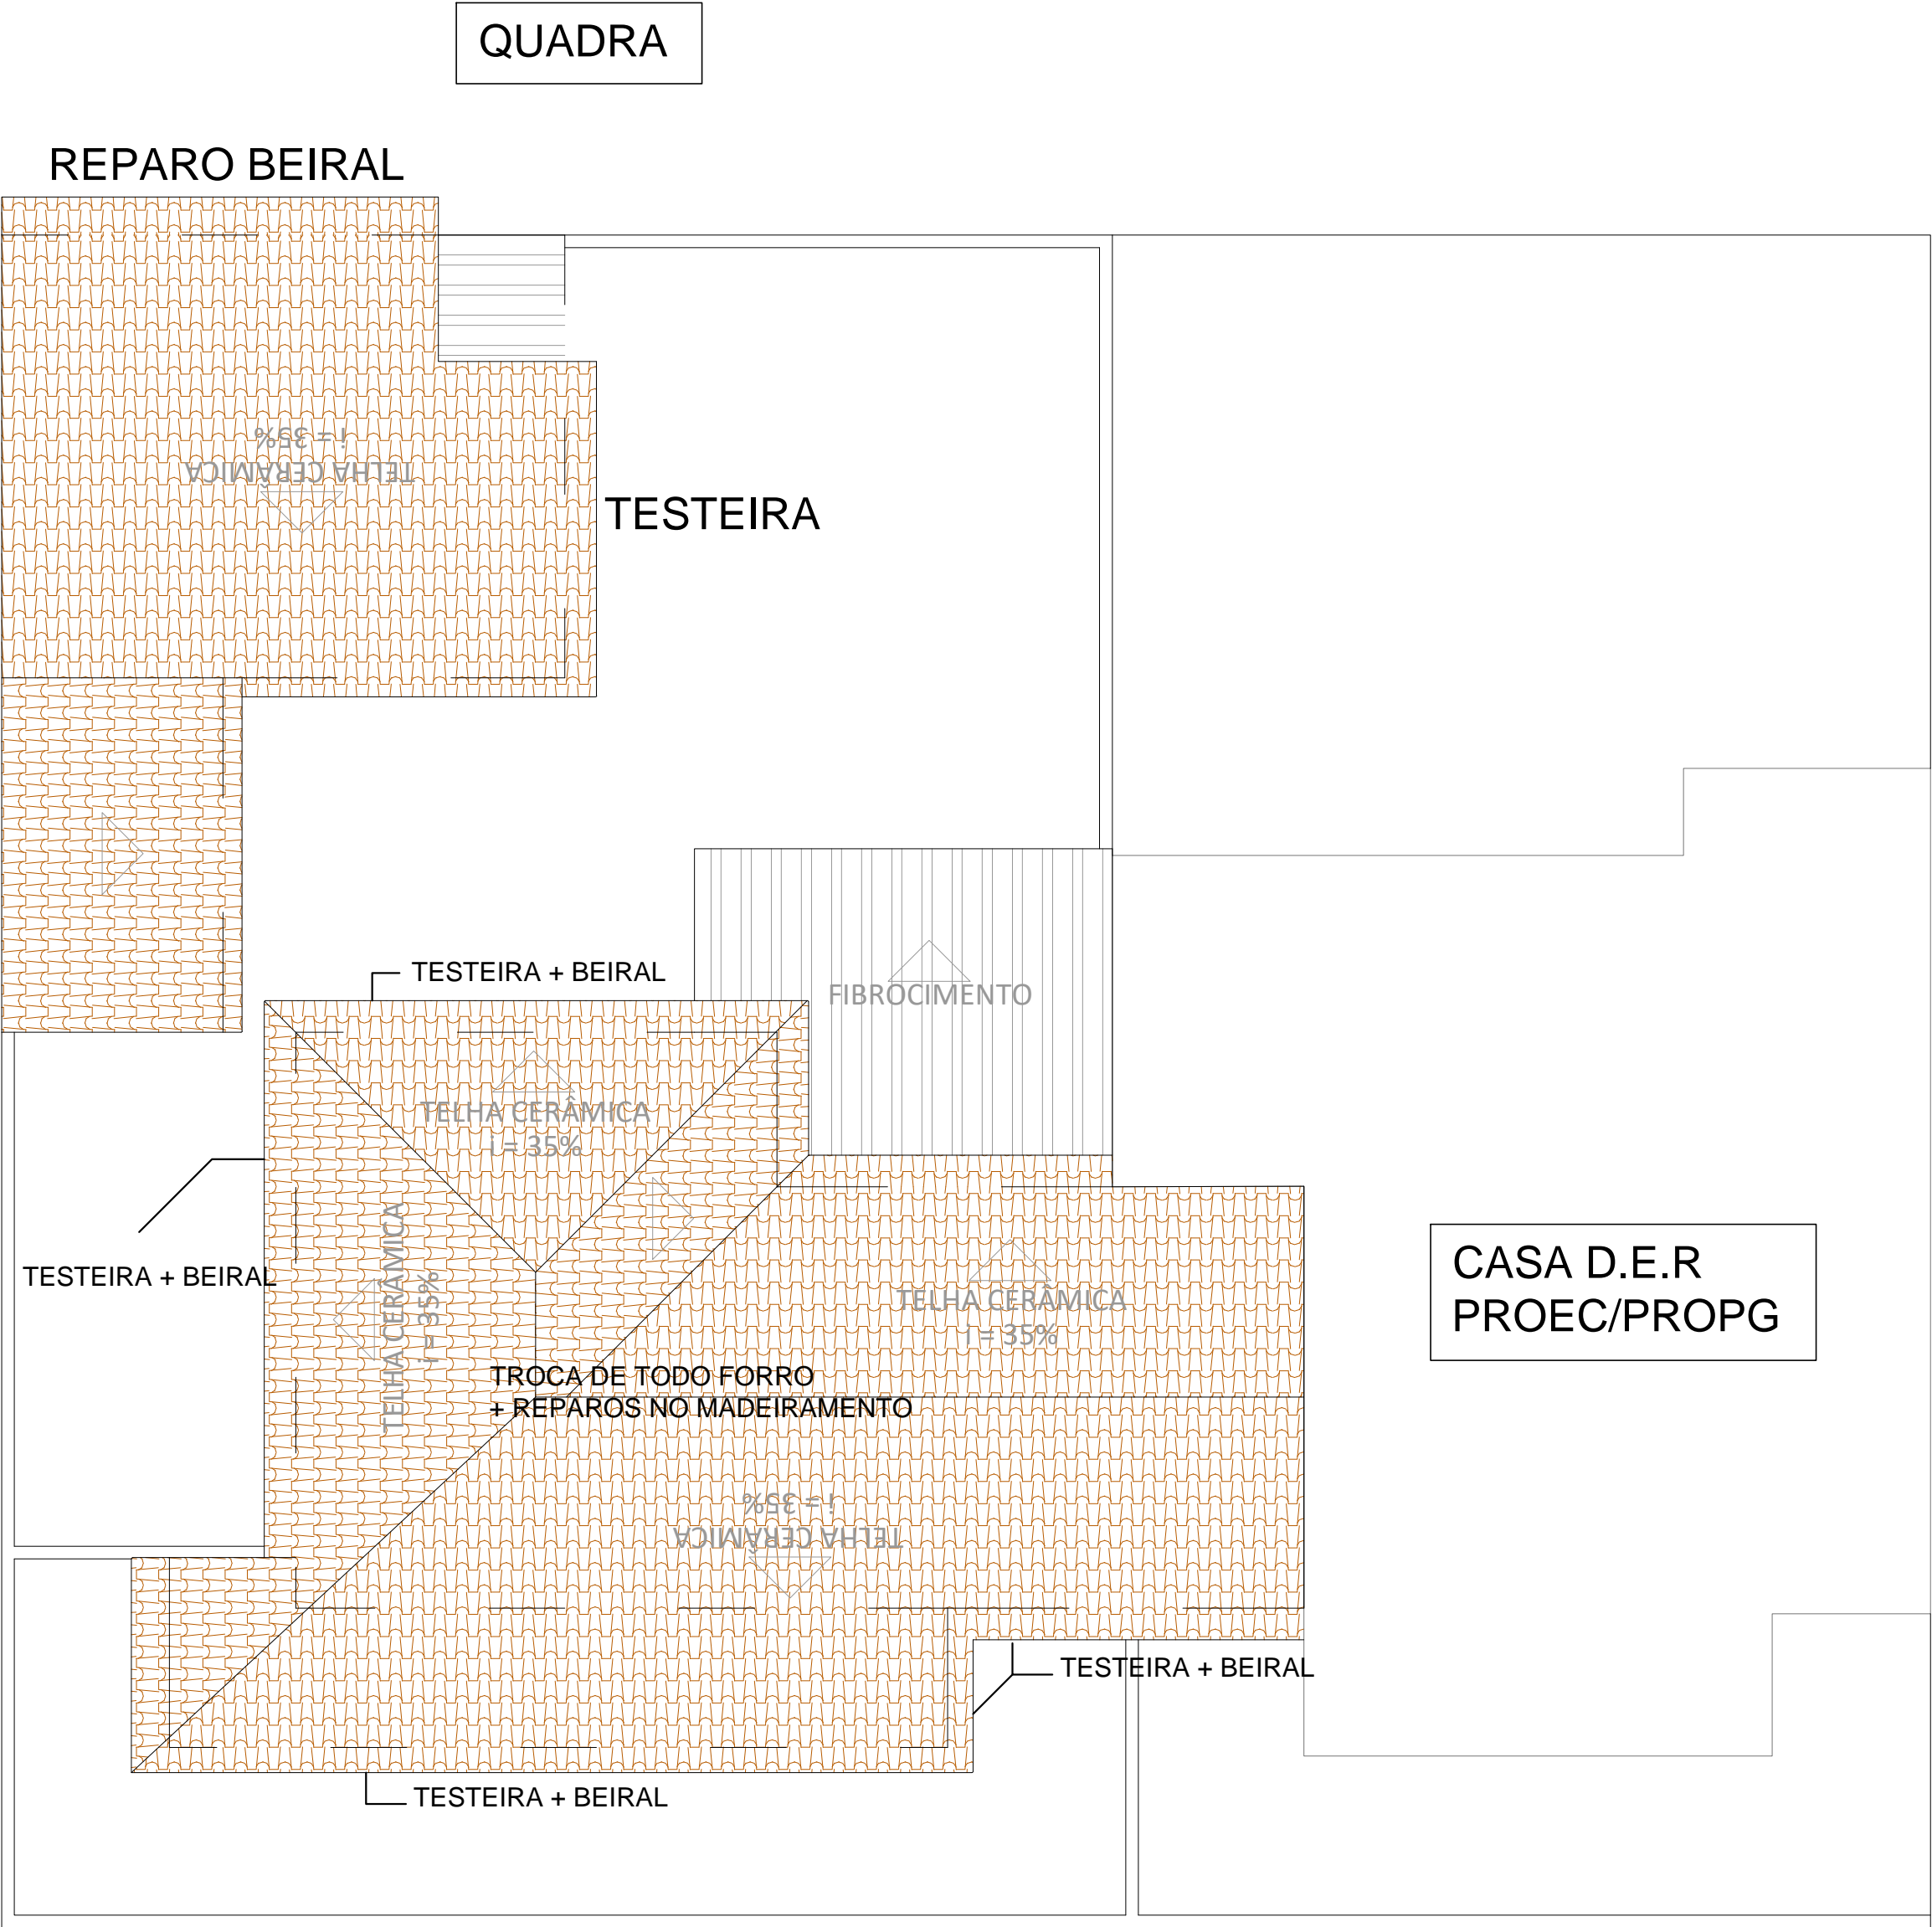 QUADRA
REPARO BEIRAL
i = 35%
TELHA CERÂMICA
TESTEIRA
TESTEIRA + BEIRAL
FIBROCIMENTO
TELHA CERÂMICA
i = 35%
TELHA CERÂMICA
i = 35%
TESTEIRA + BEIRAL
TELHA CERÂMICA
i = 35%
CASA D.E.R
PROEC/PROPG
TROCA DE TODO FORRO
+ REPAROS NO MADEIRAMENTO
TELHA CERÂMICA
i = 35%
TESTEIRA + BEIRAL
TESTEIRA + BEIRAL